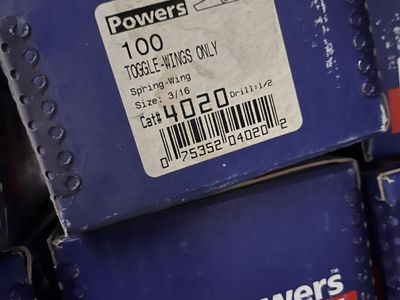 Powers
100
TOGGLE-WINGS ONLY
Spring-Wing
Size: 3/16
Cat# 4020 Drill:1/2
0 75352 04020 2
wers™